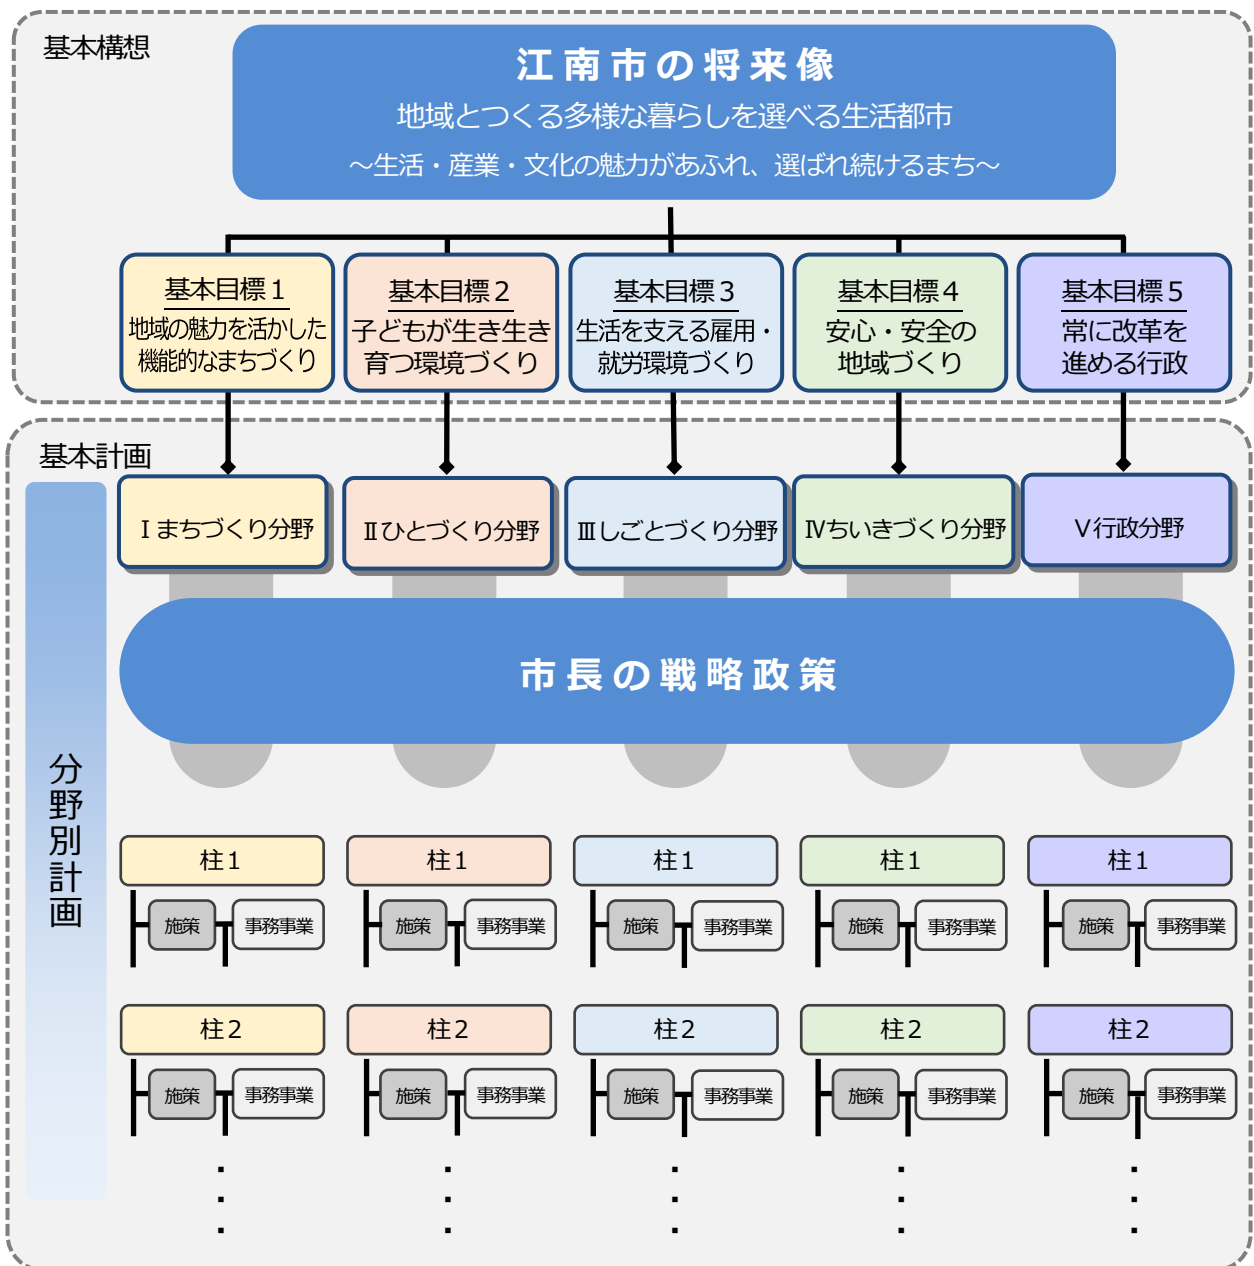 基本構想
江南市の将来像
地域とつくる多様な暮らしを選べる生活都市
～生活・産業・文化の魅力があふれ、選ばれ続けるまち～
基本目標1
地域の魅力を活かした
機能的なまちづくり
基本目標2
子どもが生き生き
育つ環境づくり
基本目標3
生活を支える雇用・
就労環境づくり
基本目標4
安心・安全の
地域づくり
基本目標5
常に改革を
進める行政
基本計画
分野別計画
Ⅰまちづくり分野
Ⅱひとづくり分野
Ⅲしごとづくり分野
Ⅳちいきづくり分野
Ⅴ行政分野
市長の戦略政策
柱1
柱1
柱1
柱1
柱1
施策
事務事業
施策
事務事業
施策
事務事業
施策
事務事業
施策
事務事業
柱2
柱2
柱2
柱2
柱2
施策
事務事業
施策
事務事業
施策
事務事業
施策
事務事業
施策
事務事業